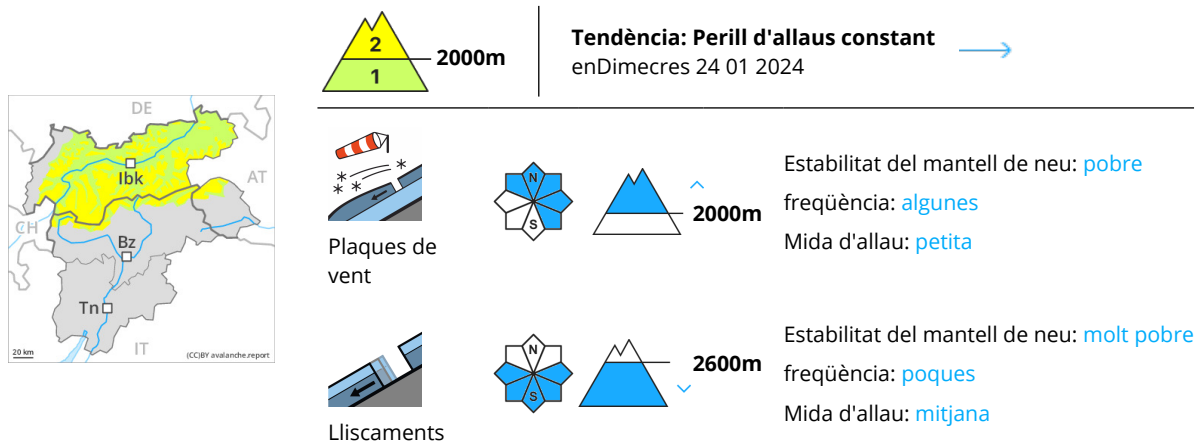 2
1
2000m
Tendència: Perill d'allaus constant
enDimecres 24 01 2024
DE
AT
Ibk
CH
Bz
Tn
IT
20 km
(CC)BY avalanche.report
Plaques de
vent
N
S
2000m
Estabilitat del mantell de neu: pobre
freqüència: algunes
Mida d'allau: petita
Lliscaments
N
S
2600m
Estabilitat del mantell de neu: molt pobre
freqüència: poques
Mida d'allau: mitjana